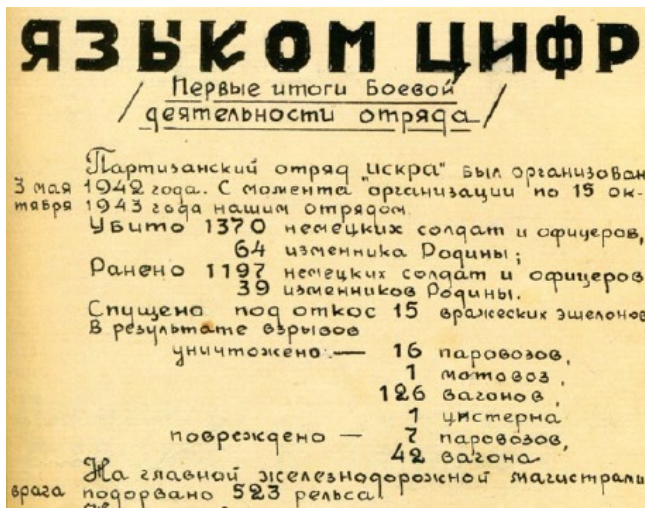 ЯЗЫКОМ ЦИФР
/ Первые итоги Боевой
деятельности отряда /
Партизанский отряд „Искра" был организован
3 мая 1942 года. С момента организации по 15 ок-
тября 1943 года нашим отрядом
Убито 1370 немецких солдат и офицеров,
64 изменника Родины;
Ранено 1197 немецких солдат и офицеров
39 изменников Родины.
Спущено под откос 15 вражеских эшелонов
В результате взрывов
уничтожено — 16 паровозов,
1 мотовоз,
126 вагонов,
1 цистерна
повреждено — 7 паровозов,
42 вагона
На главной железнодорожной магистрали
врага подорвано 523 рельса.